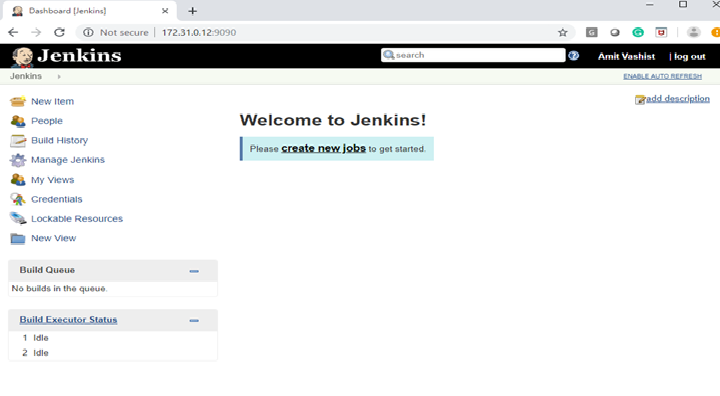 Dashboard [Jenkins]
Not secure | 172.31.0.12:9090
Jenkins
search
Amit Vashist | log out
Jenkins
ENABLE AUTO REFRESH
New Item
People
Build History
Manage Jenkins
My Views
Credentials
Lockable Resources
New View
add description
Welcome to Jenkins!
Please create new jobs to get started.
Build Queue
No builds in the queue.
Build Executor Status
1 Idle
2 Idle